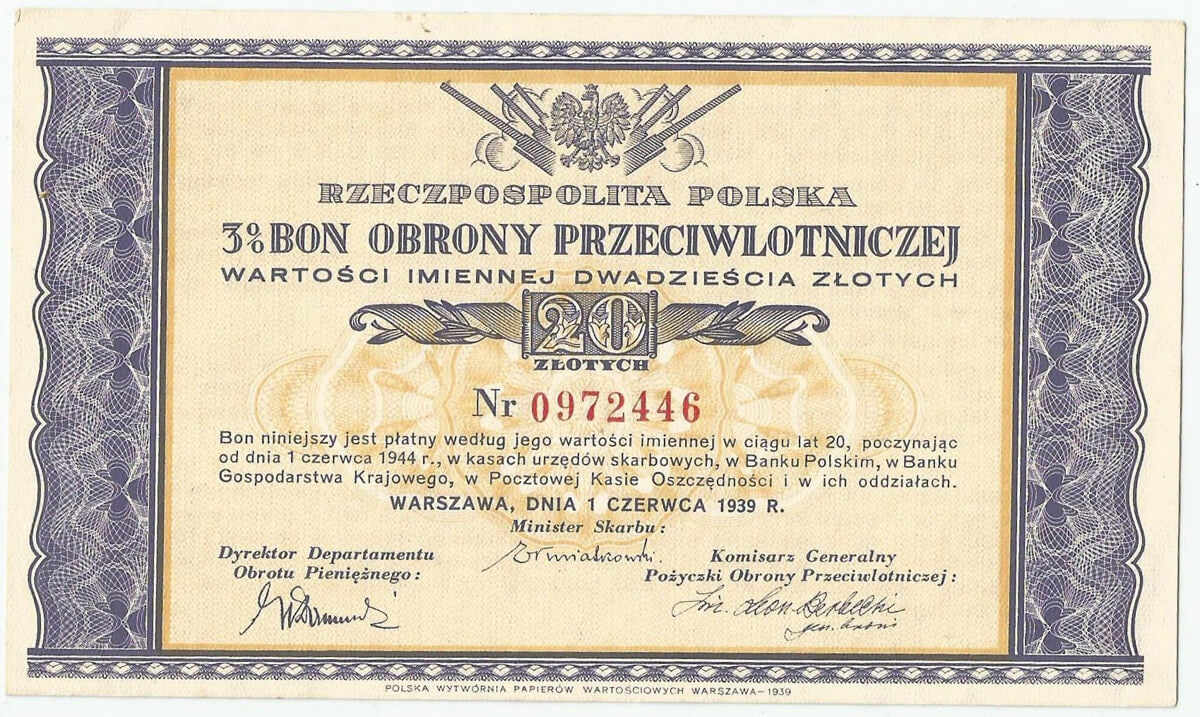 RZECZPOSPOLITA POLSKA
3% BON OBRONY PRZECIWLOTNICZEJ
WARTOŚCI IMIENNEJ DWADZIEŚCIA ZŁOTYCH
20
ZŁOTYCH
Nr 0972446
Bon niniejszy jest płatny według jego wartości imiennej w ciągu lat 20, poczynając
od dnia 1 czerwca 1944 r., w kasach urzędów skarbowych, w Banku Polskim, w Banku
Gospodarstwa Krajowego, w Pocztowej Kasie Oszczędności i w ich oddziałach.
WARSZAWA, DNIA 1 CZERWCA 1939 R.
Minister Skarbu:
Dyrektor Departamentu
Obrotu Pieniężnego:
Komisarz Generalny
Pożyczki Obrony Przeciwlotniczej:
POLSKA WYTWÓRNIA PAPIERÓW WARTOŚCIOWYCH WARSZAWA-1939